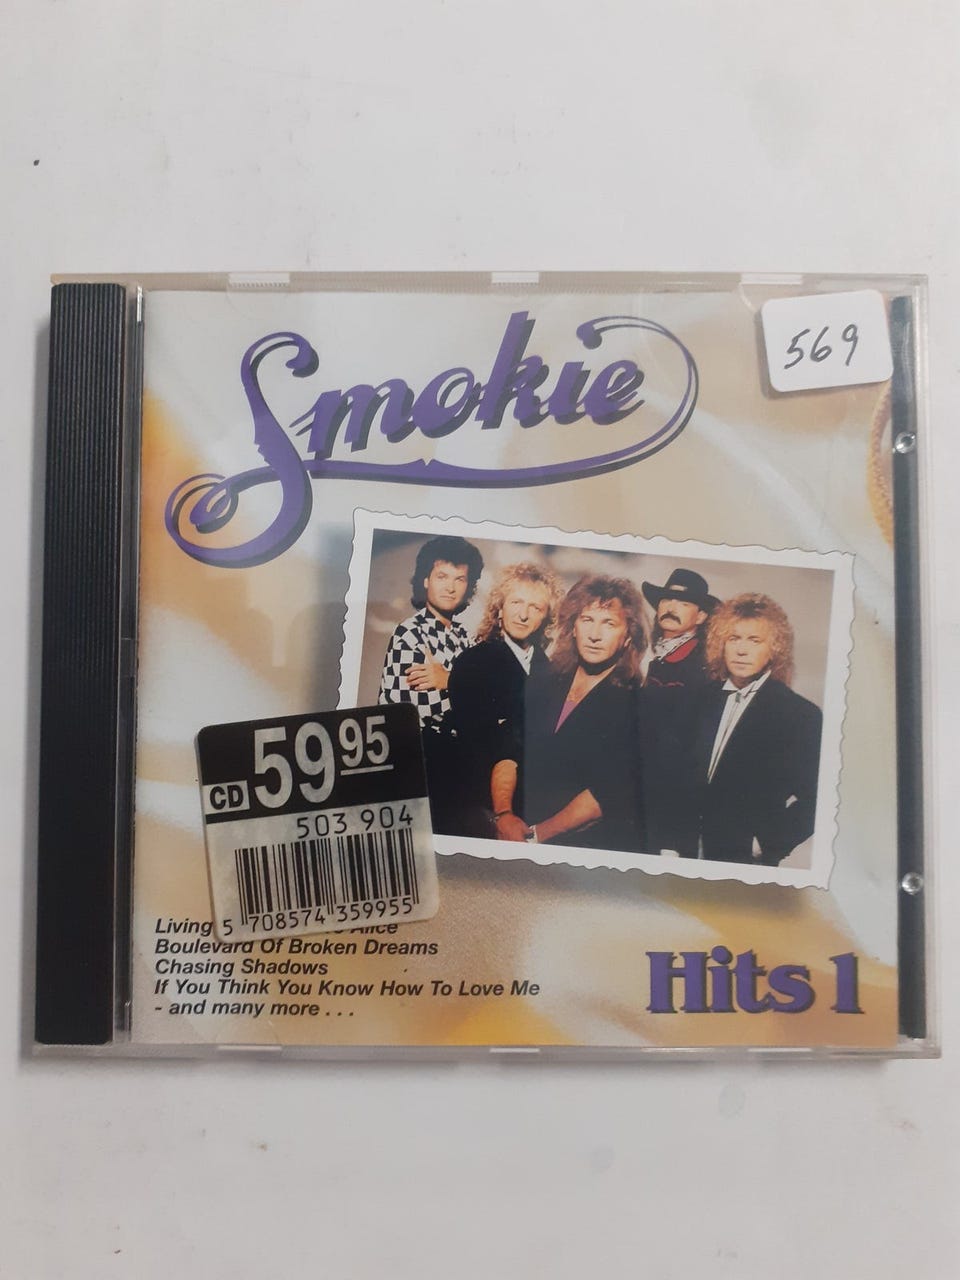 Smokie
569
CD 59 95
503 904
5 708574 359955
Living Alice
Boulevard Of Broken Dreams
Chasing Shadows
If You Think You Know How To Love Me
- and many more . . .
Hits 1